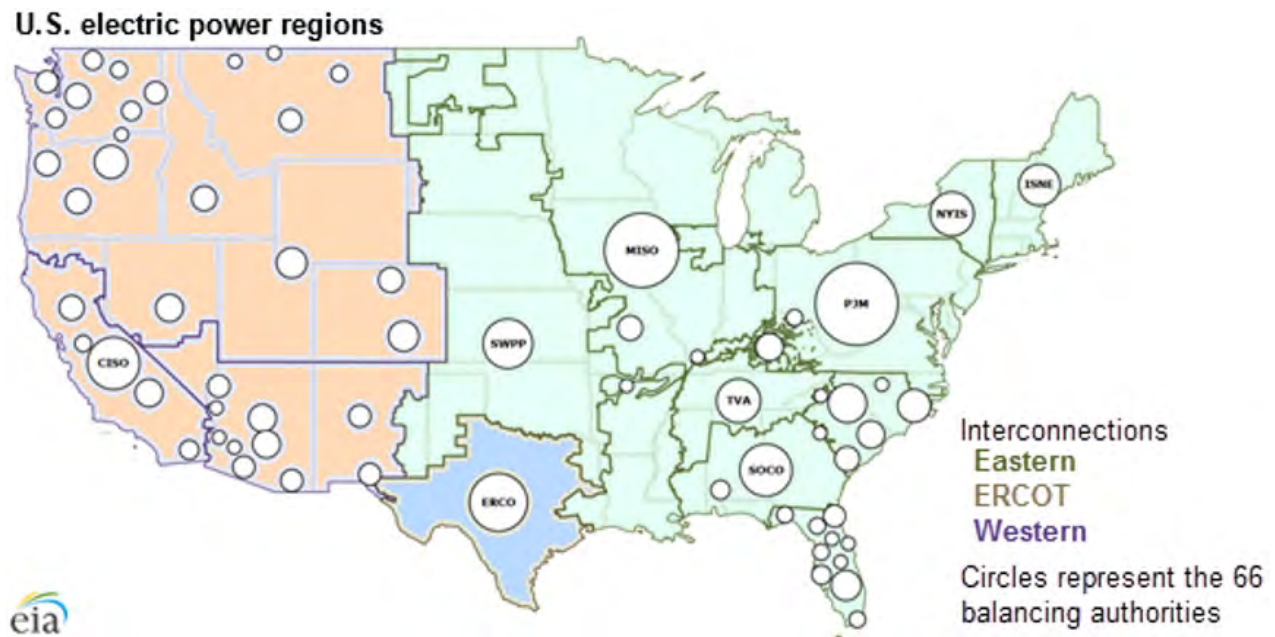 U.S. electric power regions
ISNE
NYIS
MISO
PJM
SWPP
CISO
TVA
SOCO
ERCO
Interconnections
Eastern
ERCOT
Western
Circles represent the 66
balancing authorities
eia